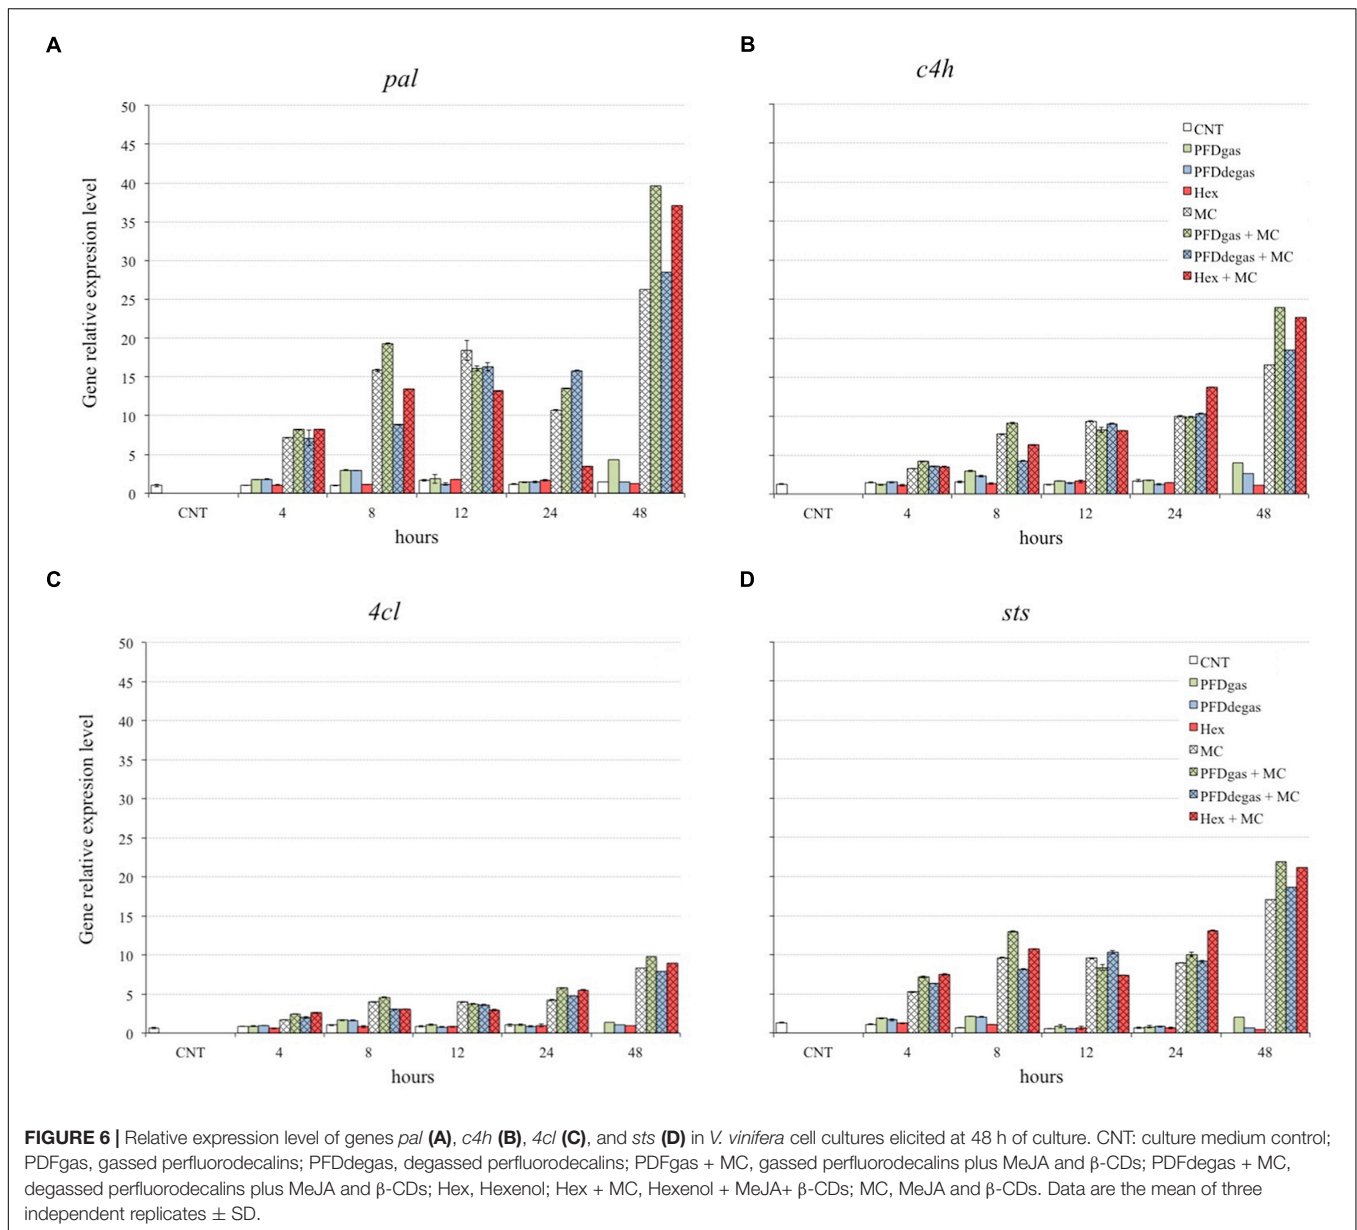 A
pal
50
45
40
35
30
25
20
15
10
5
0
Gene relative expression level
CNT 4 8 12 24 48
hours
B
c4h
CNT
PFDgas
PFDdegas
Hex
MC
PFDgas + MC
PFDdegas + MC
Hex + MC
CNT 4 8 12 24 48
hours
C
4cl
50
45
40
35
30
25
20
15
10
5
0
Gene relative expression level
CNT 4 8 12 24 48
hours
D
sts
CNT
PFDgas
PFDdegas
Hex
MC
PFDgas + MC
PFDdegas + MC
Hex + MC
CNT 4 8 12 24 48
hours
FIGURE 6 | Relative expression level of genes pal (A), c4h (B), 4cl (C), and sts (D) in V. vinifera cell cultures elicited at 48 h of culture. CNT: culture medium control;
PDFgas, gassed perfluorodecalins; PFDdegas, degassed perfluorodecalins; PDFgas + MC, gassed perfluorodecalins plus MeJA and β-CDs; PDFdegas + MC,
degassed perfluorodecalins plus MeJA and β-CDs; Hex, Hexenol; Hex + MC, Hexenol + MeJA+ β-CDs; MC, MeJA and β-CDs. Data are the mean of three
independent replicates ± SD.